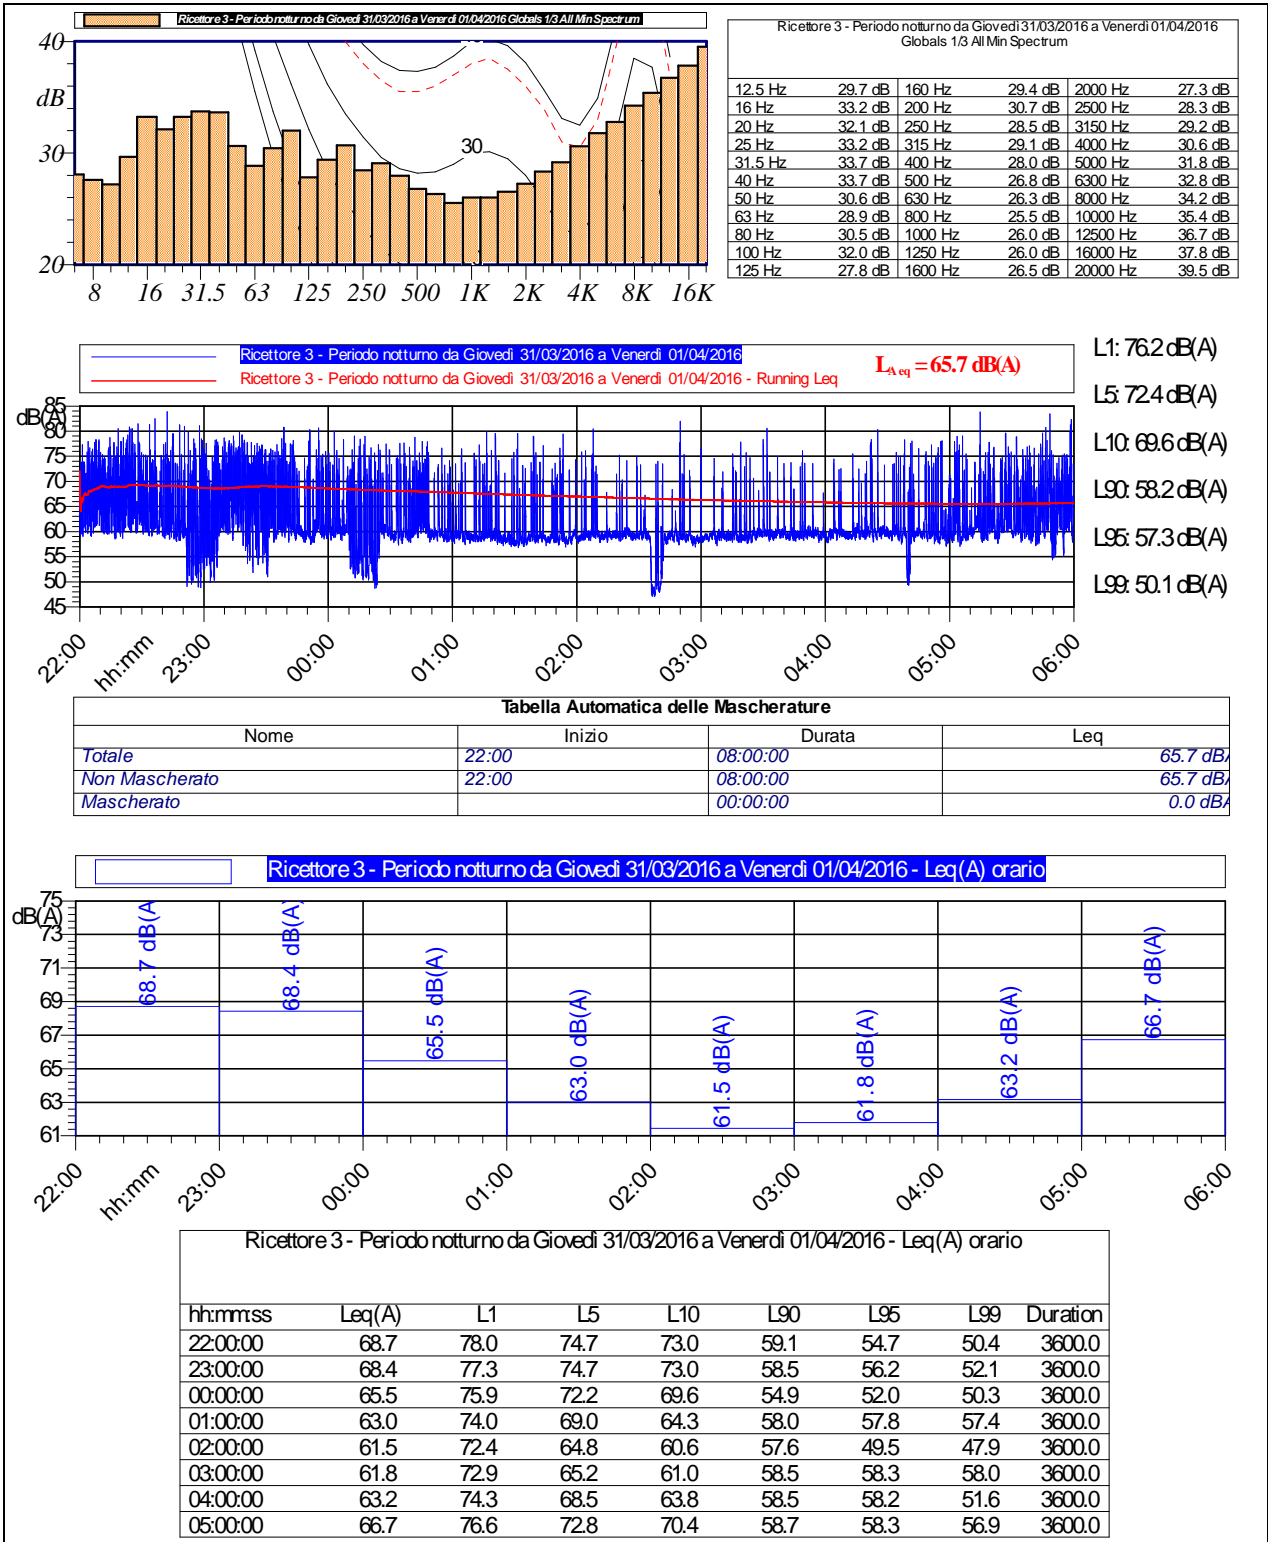 Ricettore 3 - Periodo notturno da Giovedì 31/03/2016 a Venerdì 01/04/2016 Globals 1/3 All Min Spectrum
40
dB
30
20
30
8 16 31.5 63 125 250 500 1K 2K 4K 8K 16K
Ricettore 3 - Periodo notturno da Giovedì 31/03/2016 a Venerdì 01/04/2016
Globals 1/3 All Min Spectrum
12.5 Hz 29.7 dB 160 Hz 29.4 dB 2000 Hz 27.3 dB
16 Hz 33.2 dB 200 Hz 30.7 dB 2500 Hz 28.3 dB
20 Hz 32.1 dB 250 Hz 28.5 dB 3150 Hz 29.2 dB
25 Hz 33.2 dB 315 Hz 29.1 dB 4000 Hz 30.6 dB
31.5 Hz 33.7 dB 400 Hz 28.0 dB 5000 Hz 31.8 dB
40 Hz 33.7 dB 500 Hz 26.8 dB 6300 Hz 32.8 dB
50 Hz 30.6 dB 630 Hz 26.3 dB 8000 Hz 34.2 dB
63 Hz 28.9 dB 800 Hz 25.5 dB 10000 Hz 35.4 dB
80 Hz 30.5 dB 1000 Hz 26.0 dB 12500 Hz 36.7 dB
100 Hz 32.0 dB 1250 Hz 26.0 dB 16000 Hz 37.8 dB
125 Hz 27.8 dB 1600 Hz 26.5 dB 20000 Hz 39.5 dB
Ricettore 3 - Periodo notturno da Giovedì 31/03/2016 a Venerdì 01/04/2016
Ricettore 3 - Periodo notturno da Giovedì 31/03/2016 a Venerdì 01/04/2016 - Running Leq
LA eq = 65.7 dB(A)
L1: 76.2 dB(A)
L5: 72.4 dB(A)
L10: 69.6 dB(A)
L90: 58.2 dB(A)
L95: 57.3 dB(A)
L99: 50.1 dB(A)
dB(A)
85
80
75
70
65
60
55
50
45
22:00 hh:mm 23:00 00:00 01:00 02:00 03:00 04:00 05:00 06:00
Tabella Automatica delle Mascherature
Nome Inizio Durata Leq
Totale 22:00 08:00:00 65.7 dBA
Non Mascherato 22:00 08:00:00 65.7 dBA
Mascherato 00:00:00 0.0 dBA
Ricettore 3 - Periodo notturno da Giovedì 31/03/2016 a Venerdì 01/04/2016 - Leq(A) orario
dB(A)
75
73
71
69
67
65
63
61
68.7 dB(A
68.4 dB(A)
65.5 dB(A)
63.0 dB(A)
61.5 dB(A)
61.8 dB(A)
63.2 dB(A)
66.7 dB(A)
22:00 hh:mm 23:00 00:00 01:00 02:00 03:00 04:00 05:00 06:00
Ricettore 3 - Periodo notturno da Giovedì 31/03/2016 a Venerdì 01/04/2016 - Leq(A) orario
hh:mm:ss Leq(A) L1 L5 L10 L90 L95 L99 Duration
22:00:00 68.7 78.0 74.7 73.0 59.1 54.7 50.4 3600.0
23:00:00 68.4 77.3 74.7 73.0 58.5 56.2 52.1 3600.0
00:00:00 65.5 75.9 72.2 69.6 54.9 52.0 50.3 3600.0
01:00:00 63.0 74.0 69.0 64.3 58.0 57.8 57.4 3600.0
02:00:00 61.5 72.4 64.8 60.6 57.6 49.5 47.9 3600.0
03:00:00 61.8 72.9 65.2 61.0 58.5 58.3 58.0 3600.0
04:00:00 63.2 74.3 68.5 63.8 58.5 58.2 51.6 3600.0
05:00:00 66.7 76.6 72.8 70.4 58.7 58.3 56.9 3600.0